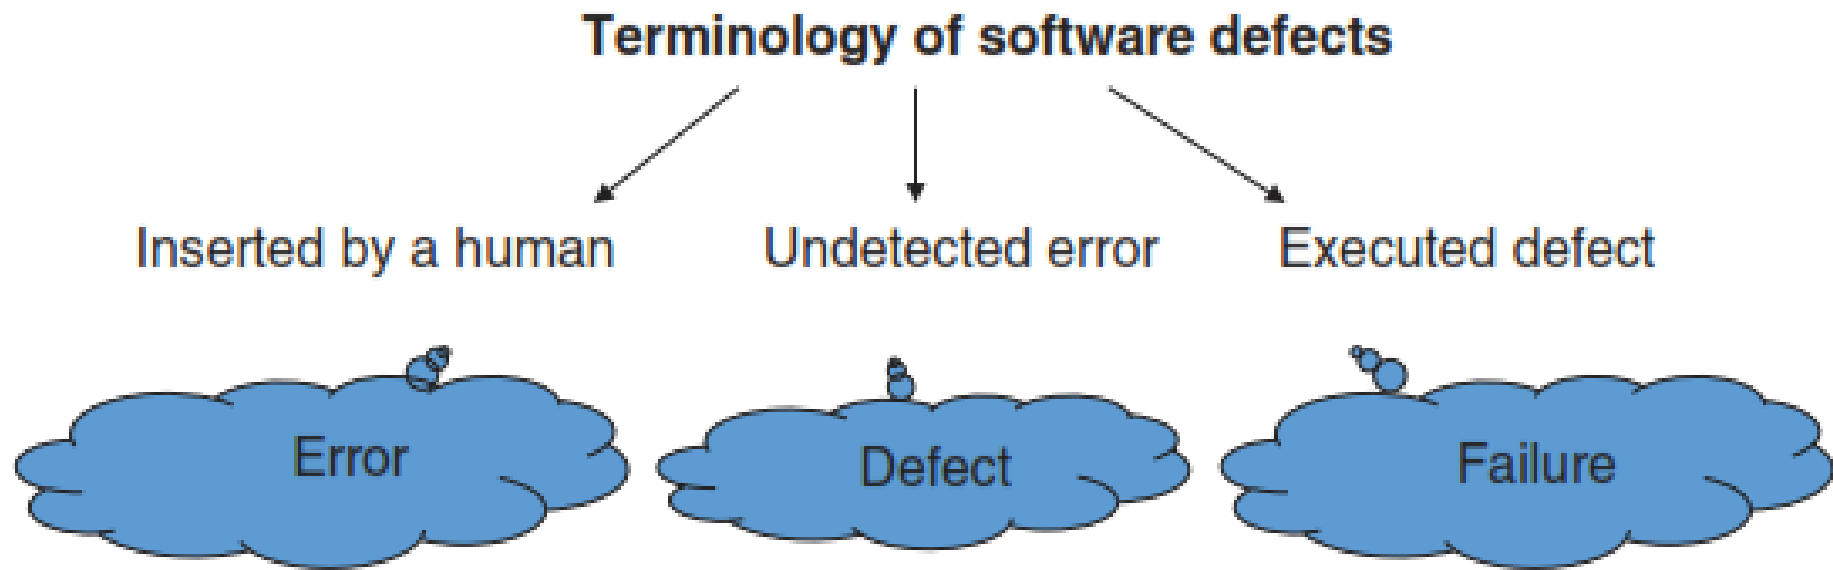 Terminology of software defects
Inserted by a human
Undetected error
Executed defect
Error
Defect
Failure